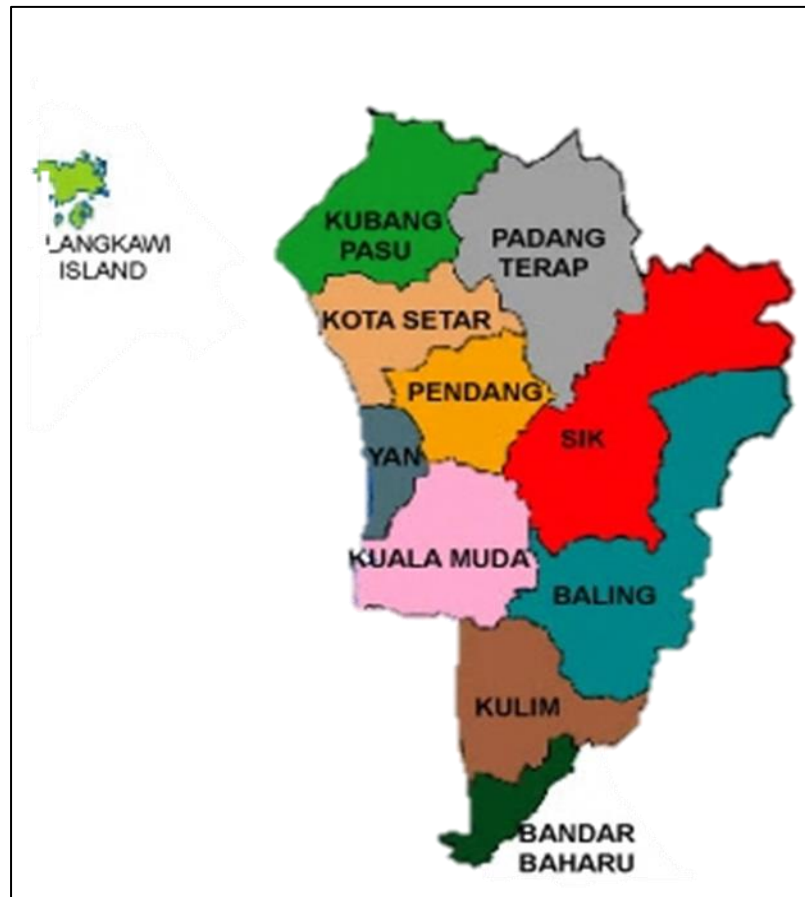 KUBANG
PASU
PADANG
TERAP
LANGKAWI
ISLAND
KOTA SETAR
PENDANG
SIK
YAN
KUALA MUDA
BALING
KULIM
BANDAR
BAHARU